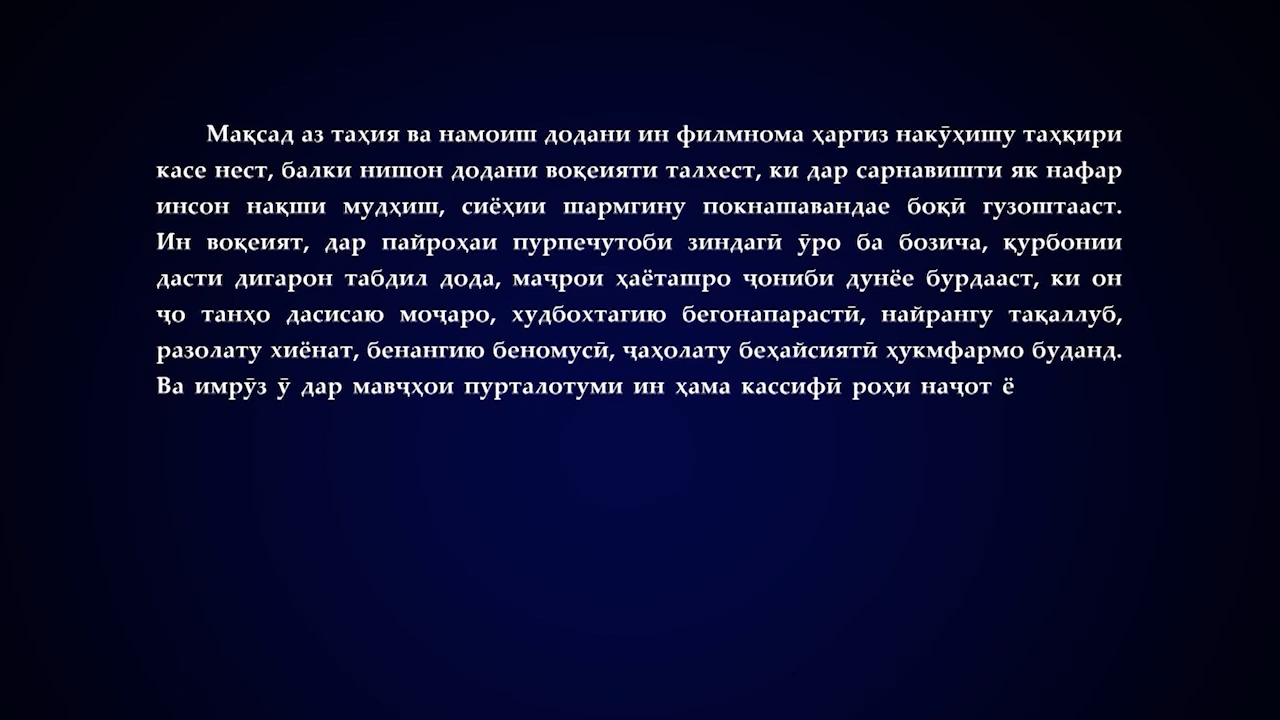 Мақсад аз таҳия ва намоиш додани ин филмнома ҳаргиз накӯҳишу таҳқири
касе нест, балки нишон додани воқеияти талхест, ки дар сарнавишти як нафар
инсон нақши мудҳиш, сиёҳии шармгину покнашавандае боқӣ гузоштааст.
Ин воқеият, дар пайроҳаи пурпечутоби зиндагӣ ӯро ба бозича, қурбонии
дасти дигарон табдил дода, маҷрои ҳаёташро ҷониби дунёе бурдааст, ки он
ҷо танҳо дасисаю моҷаро, худбохтагию бегонапарастӣ, найрангу тақаллуб,
разолату хиёнат, бенангию беномусӣ, ҷаҳолату беҳайсиятӣ ҳукмфармо буданд.
Ва имрӯз ӯ дар мавҷҳои пурталотуми ин ҳама кассифӣ роҳи наҷот ё